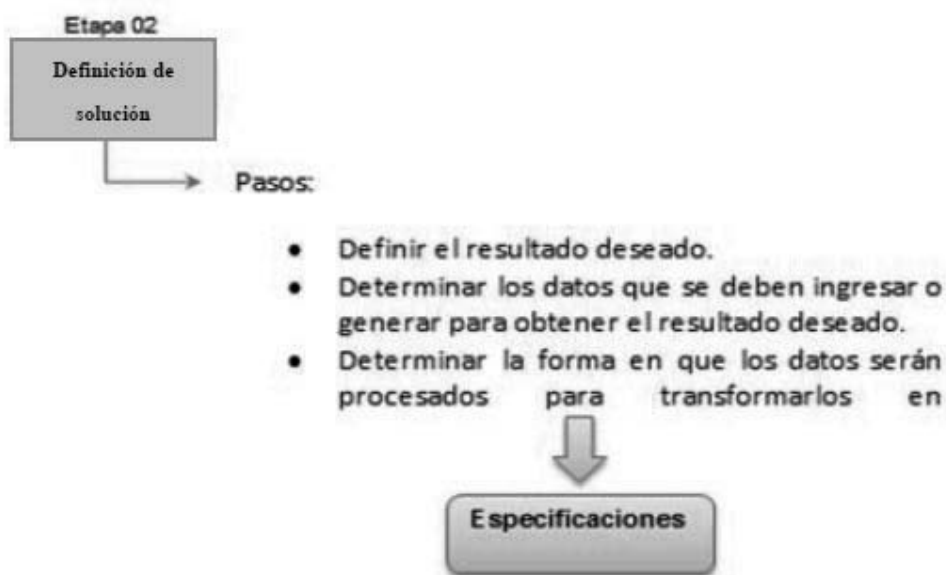 Etapa 02
Definición de
solución
Pasos:
• Definir el resultado deseado.
• Determinar los datos que se deben ingresar o
generar para obtener el resultado deseado.
• Determinar la forma en que los datos serán
procesados para transformarlos en
Especificaciones